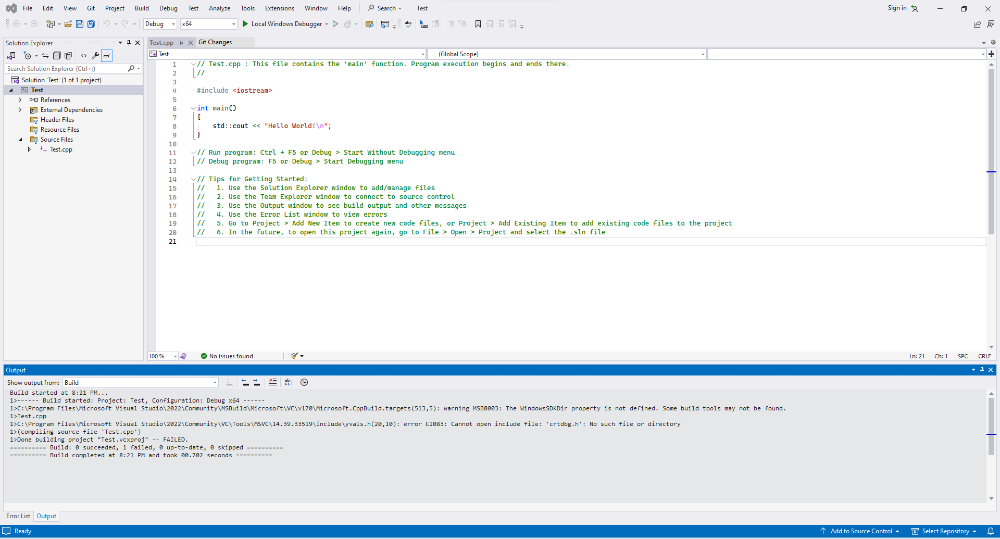 File Edit View Git Project Build Debug Test Analyze Tools Extensions Window Help Search Test Sign in
Debug x64 Local Windows Debugger
Solution Explorer
Search Solution Explorer (Ctrl+;)
Solution 'Test' (1 of 1 project)
Test
References
External Dependencies
Header Files
Resource Files
Source Files
Test.cpp
Test.cpp Git Changes
Test (Global Scope)
1 // Test.cpp : This file contains the 'main' function. Program execution begins and ends there.
2 //
3
4 #include <iostream>
5
6 int main()
7 {
8 std::cout << "Hello World!\n";
9 }
10
11 // Run program: Ctrl + F5 or Debug > Start Without Debugging menu
12 // Debug program: F5 or Debug > Start Debugging menu
13
14 // Tips for Getting Started:
15 // 1. Use the Solution Explorer window to add/manage files
16 // 2. Use the Team Explorer window to connect to source control
17 // 3. Use the Output window to see build output and other messages
18 // 4. Use the Error List window to view errors
19 // 5. Go to Project > Add New Item to create new code files, or Project > Add Existing Item to add existing code files to the project
20 // 6. In the future, to open this project again, go to File > Open > Project and select the .sln file
21
100 % No issues found Ln: 21 Ch: 1 SPC CRLF
Output
Show output from: Build
Build started at 8:21 PM...
1>------ Build started: Project: Test, Configuration: Debug x64 ------
1>C:\Program Files\Microsoft Visual Studio\2022\Community\MSBuild\Microsoft\VC\v170\Microsoft.CppBuild.targets(513,5): warning MSB8003: The WindowsSDKDir property is not defined. Some build tools may not be found.
1>Test.cpp
1>C:\Program Files\Microsoft Visual Studio\2022\Community\VC\Tools\MSVC\14.39.33519\include\yvals.h(20,10): error C1083: Cannot open include file: 'crtdbg.h': No such file or directory
1>(compiling source file 'Test.cpp')
1>Done building project "Test.vcxproj" -- FAILED.
========== Build: 0 succeeded, 1 failed, 0 up-to-date, 0 skipped ==========
========== Build completed at 8:21 PM and took 00.702 seconds ==========
Error List Output
Ready Add to Source Control Select Repository